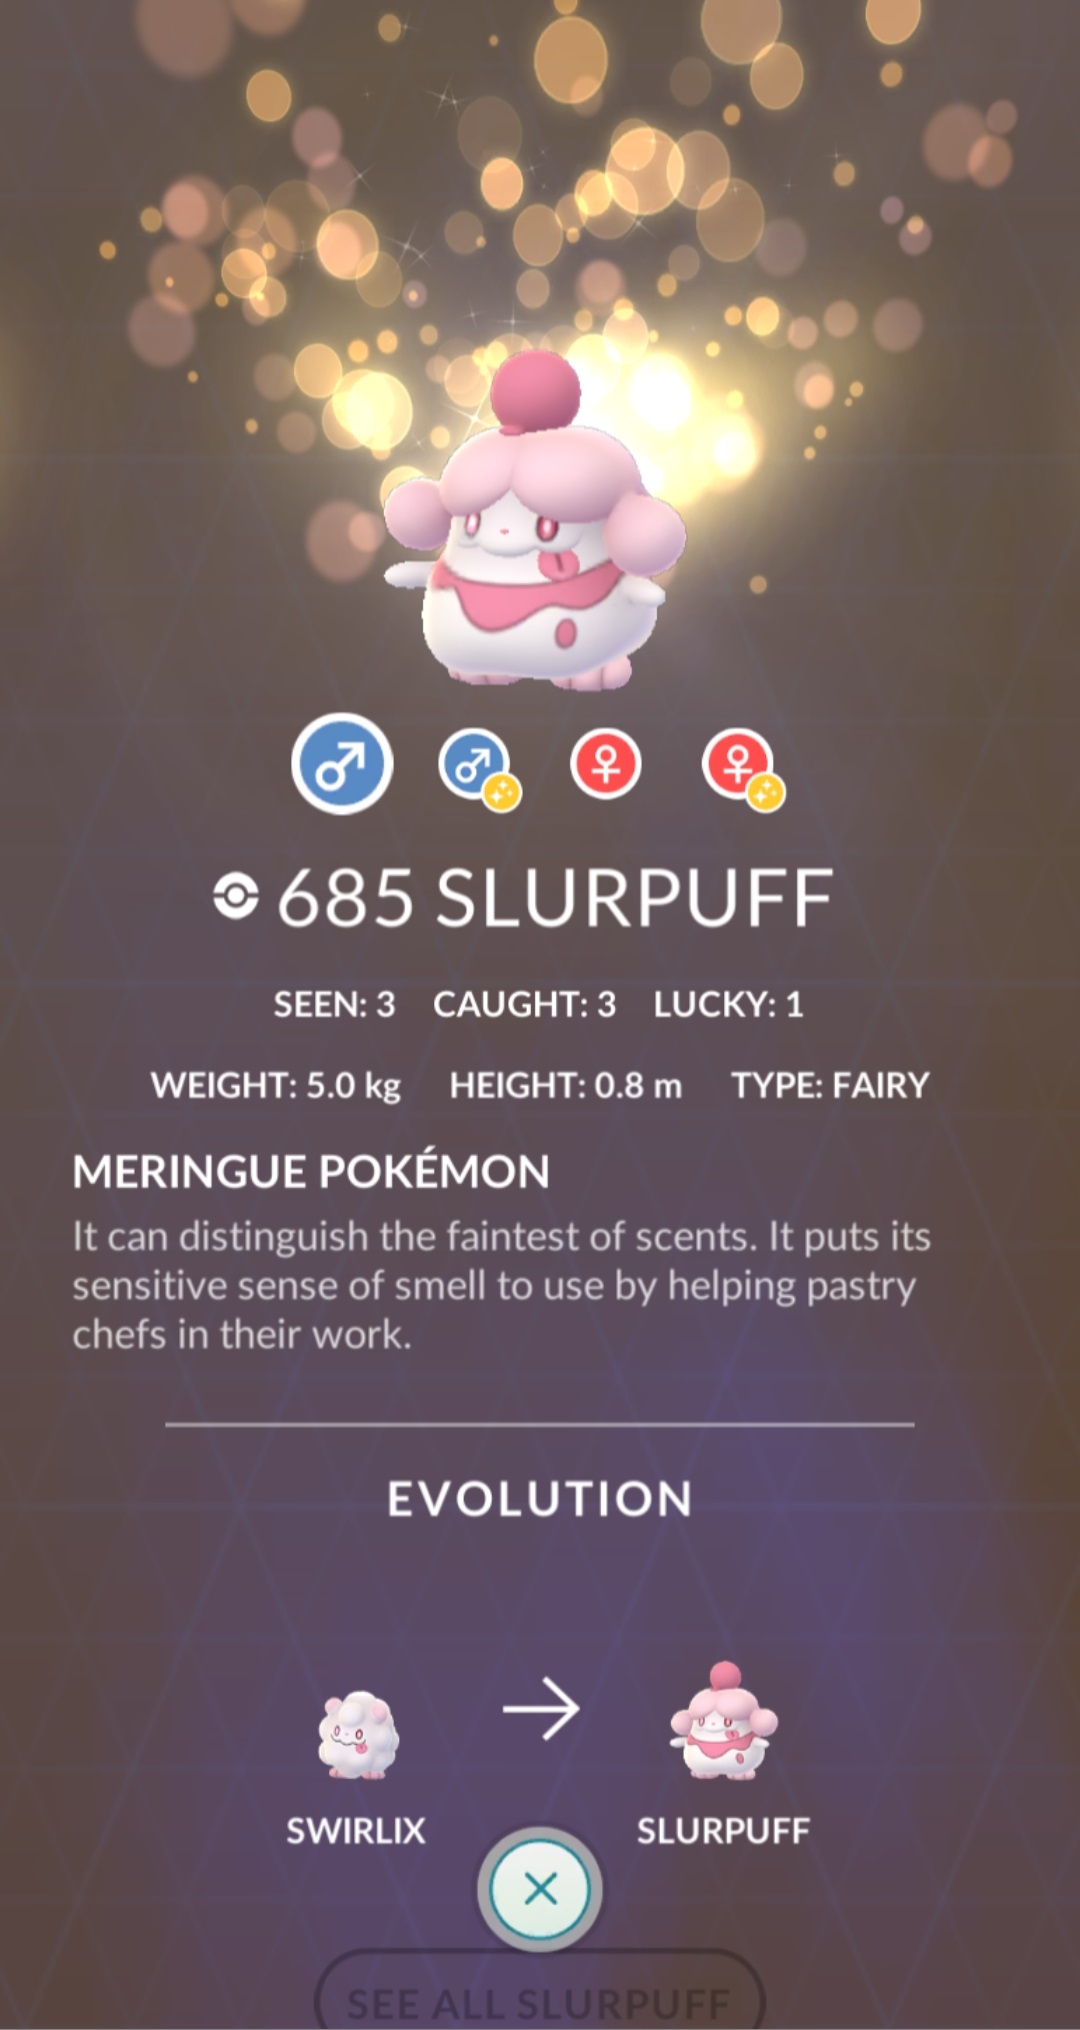 685 SLURPUFF
SEEN: 3 CAUGHT: 3 LUCKY: 1
WEIGHT: 5.0 kg HEIGHT: 0.8 m TYPE: FAIRY
MERINGUE POKÉMON
It can distinguish the faintest of scents. It puts its
sensitive sense of smell to use by helping pastry
chefs in their work.
EVOLUTION
SWIRLIX SLURPUFF
SEE ALL SLURPUFF